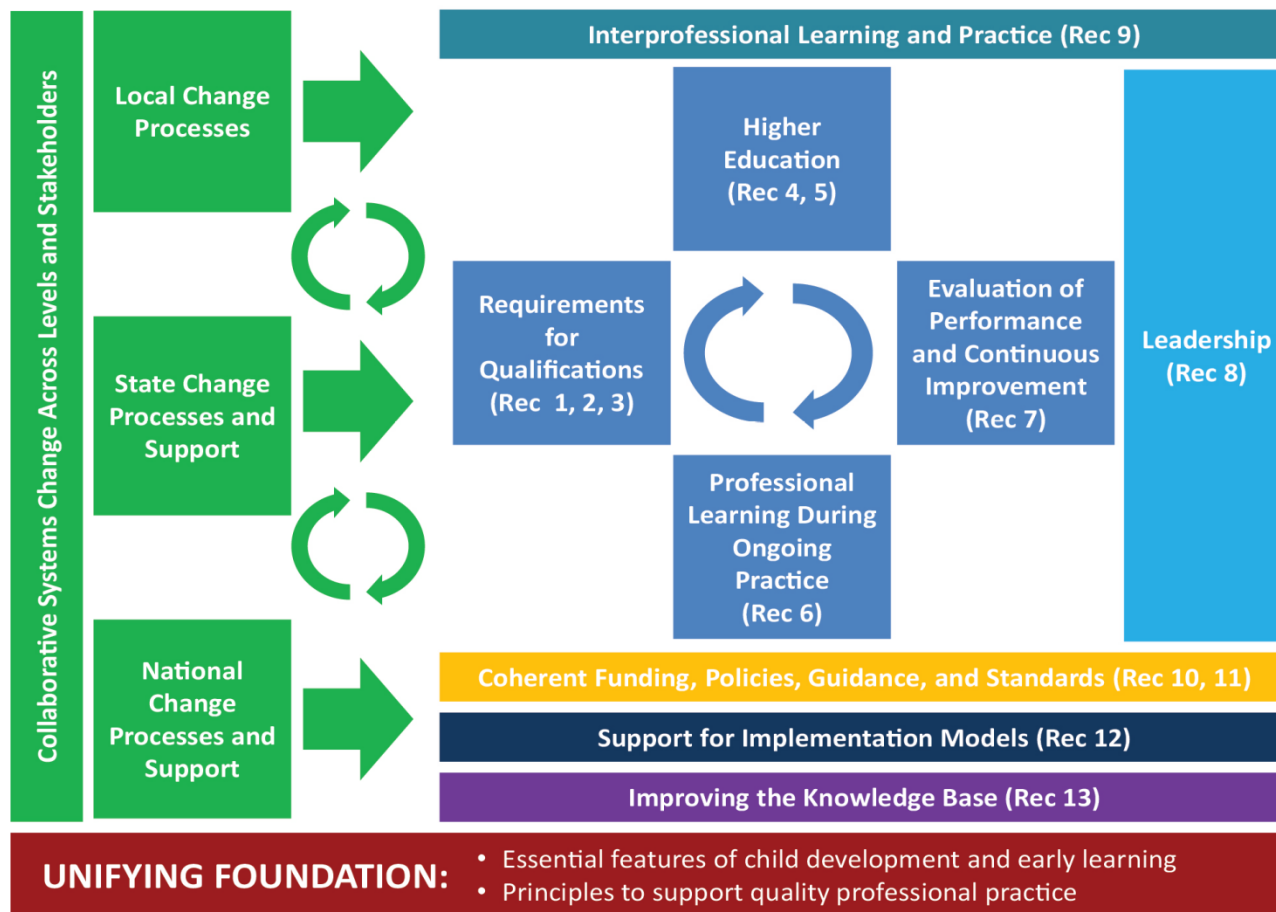 Collaborative Systems Change Across Levels and Stakeholders
Local Change
Processes
State Change
Processes and
Support
National
Change
Processes and
Support
Interprofessional Learning and Practice (Rec 9)
Higher
Education
(Rec 4, 5)
Requirements
for
Qualifications
(Rec 1, 2, 3)
Evaluation of
Performance
and Continuous
Improvement
(Rec 7)
Professional
Learning During
Ongoing
Practice
(Rec 6)
Leadership
(Rec 8)
Coherent Funding, Policies, Guidance, and Standards (Rec 10, 11)
Support for Implementation Models (Rec 12)
Improving the Knowledge Base (Rec 13)
UNIFYING FOUNDATION:
• Essential features of child development and early learning
• Principles to support quality professional practice